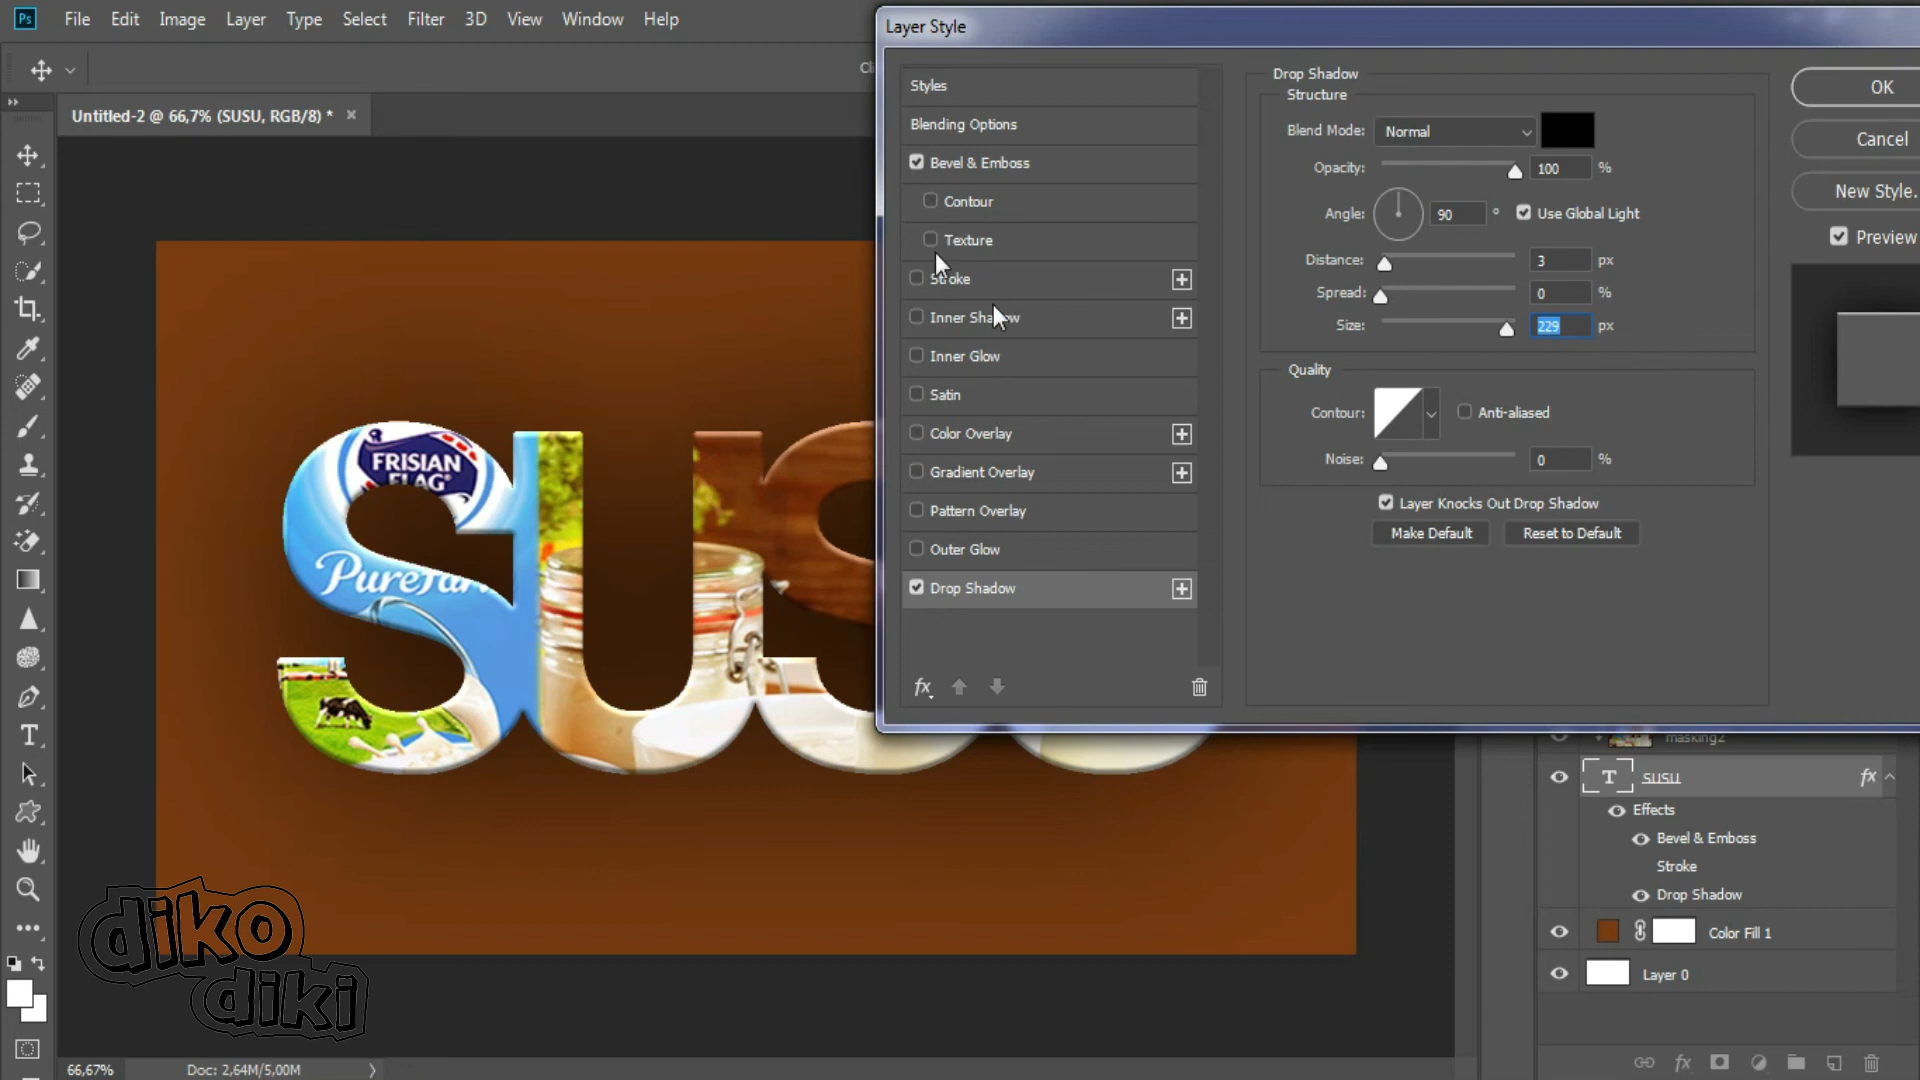 Ps File Edit Image Layer Type Select Filter 3D View Window Help
Untitled-2 @ 66,7% (SUSU, RGB/8) *
Layer Style
Styles
Blending Options
Bevel & Emboss
Contour
Texture
Stroke
Inner Shadow
Inner Glow
Satin
Color Overlay
Gradient Overlay
Pattern Overlay
Outer Glow
Drop Shadow
fx
Drop Shadow
Structure
Blend Mode: Normal
Opacity: 100 %
Angle: 90 ° Use Global Light
Distance: 3 px
Spread: 0 %
Size: 229 px
Quality
Contour: Anti-aliased
Noise: 0 %
Layer Knocks Out Drop Shadow
Make Default Reset to Default
OK
Cancel
New Style.
Preview
SUS
FRISIAN
FLAG
masking2
T SUSU fx
Effects
Bevel & Emboss
Stroke
Drop Shadow
Color Fill 1
Layer 0
fx
diko
diki
66,67% Doc: 2,64M/5,00M